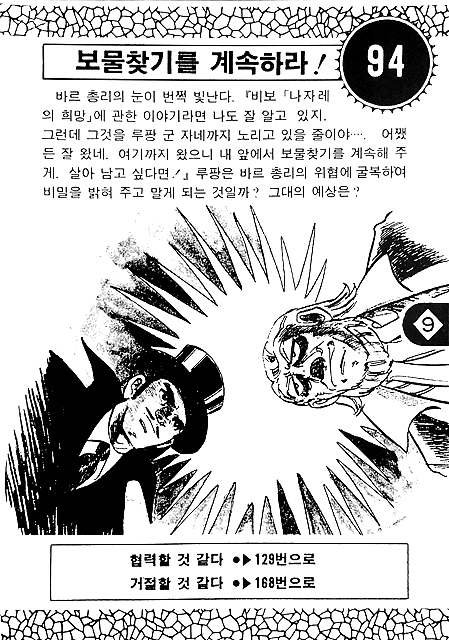 보물찾기를 계속하라!
94
바르 총리의 눈이 번쩍 빛난다. 『비보 「나자레
의 희망」에 관한 이야기라면 나도 잘 알고 있지.
그런데 그것을 루팡 군 자네까지 노리고 있을 줄이야…. 어쨌
든 잘 왔네. 여기까지 왔으니 내 앞에서 보물찾기를 계속해 주
게. 살아 남고 싶다면!』 루팡은 바르 총리의 위협에 굴복하여
비밀을 밝혀 주고 말게 되는 것일까? 그대의 예상은?
9
협력할 것 같다 ●▶129번으로
거절할 것 같다 ●▶168번으로